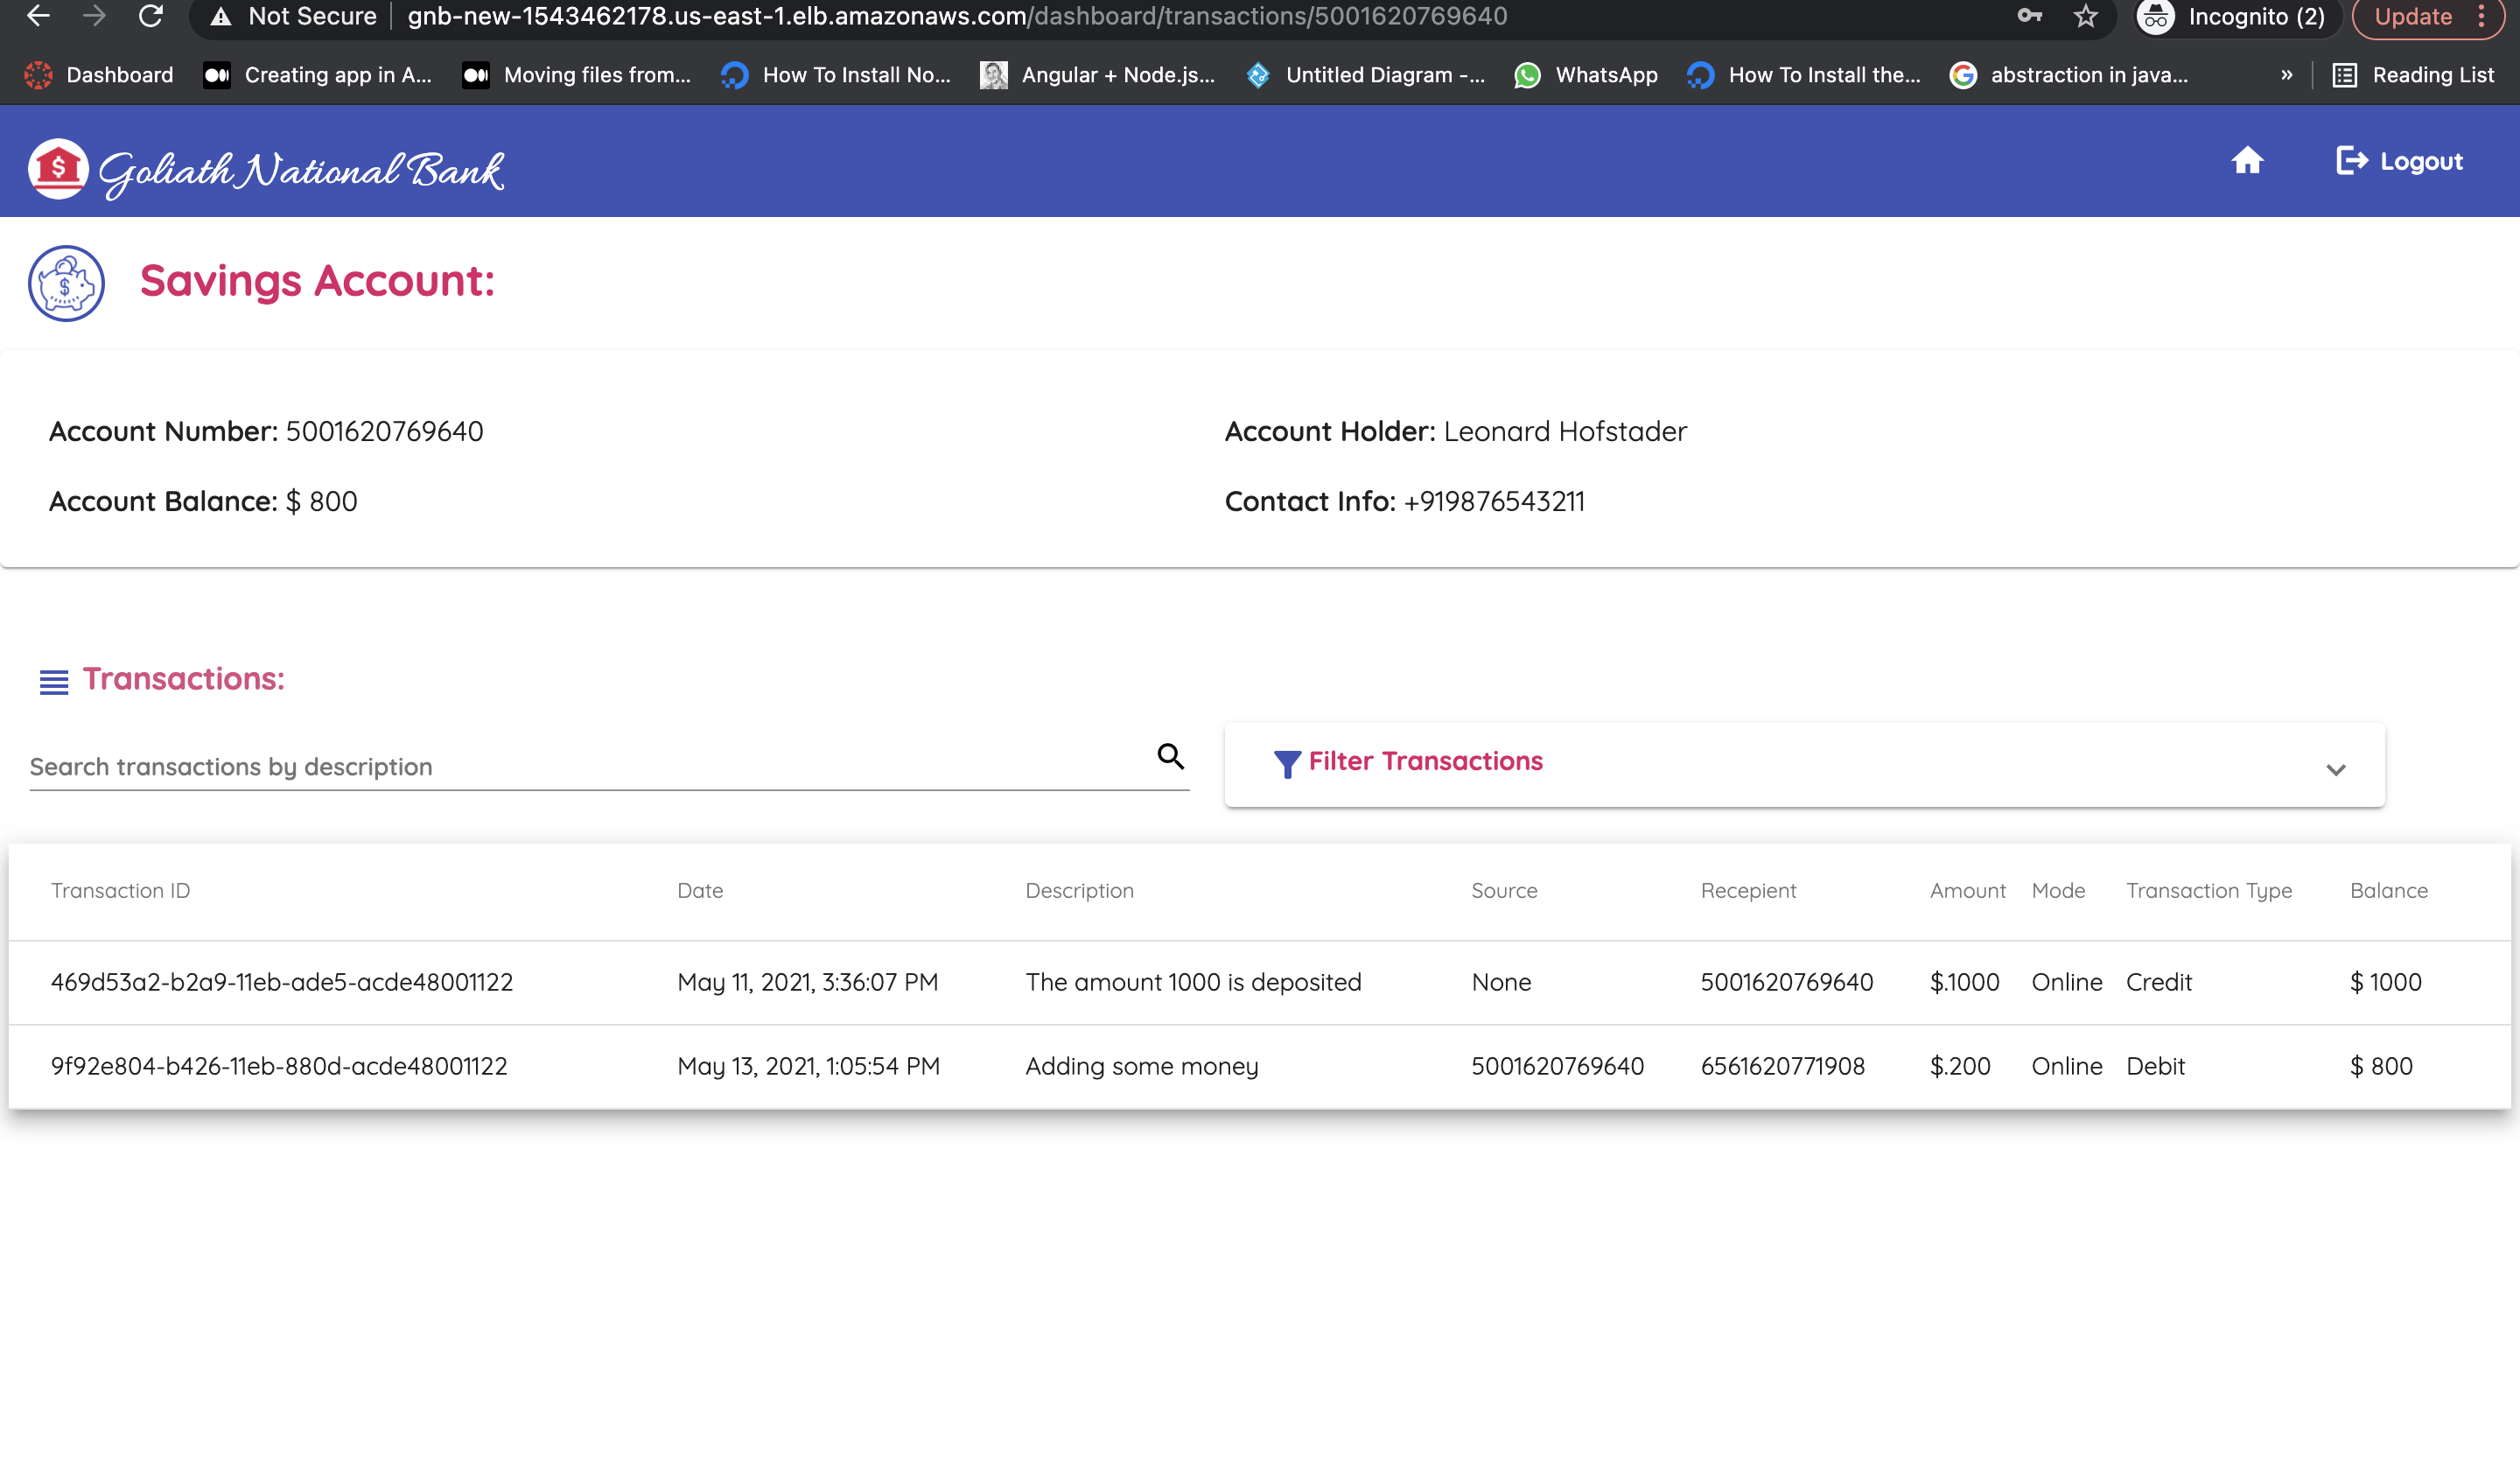 Not Secure gnb-new-1543462178.us-east-1.elb.amazonaws.com/dashboard/transactions/5001620769640 Incognito (2) Update
Dashboard Creating app in A... Moving files from... How To Install No... Angular + Node.js... Untitled Diagram -... WhatsApp How To Install the... abstraction in java... » Reading List
$ Goliath National Bank Logout
$ Savings Account:
Account Number: 5001620769640 Account Holder: Leonard Hofstader
Account Balance: $ 800 Contact Info: +919876543211
Transactions:
Search transactions by description Filter Transactions
Transaction ID Date Description Source Recepient Amount Mode Transaction Type Balance
469d53a2-b2a9-11eb-ade5-acde48001122 May 11, 2021, 3:36:07 PM The amount 1000 is deposited None 5001620769640 $.1000 Online Credit $ 1000
9f92e804-b426-11eb-880d-acde48001122 May 13, 2021, 1:05:54 PM Adding some money 5001620769640 6561620771908 $.200 Online Debit $ 800